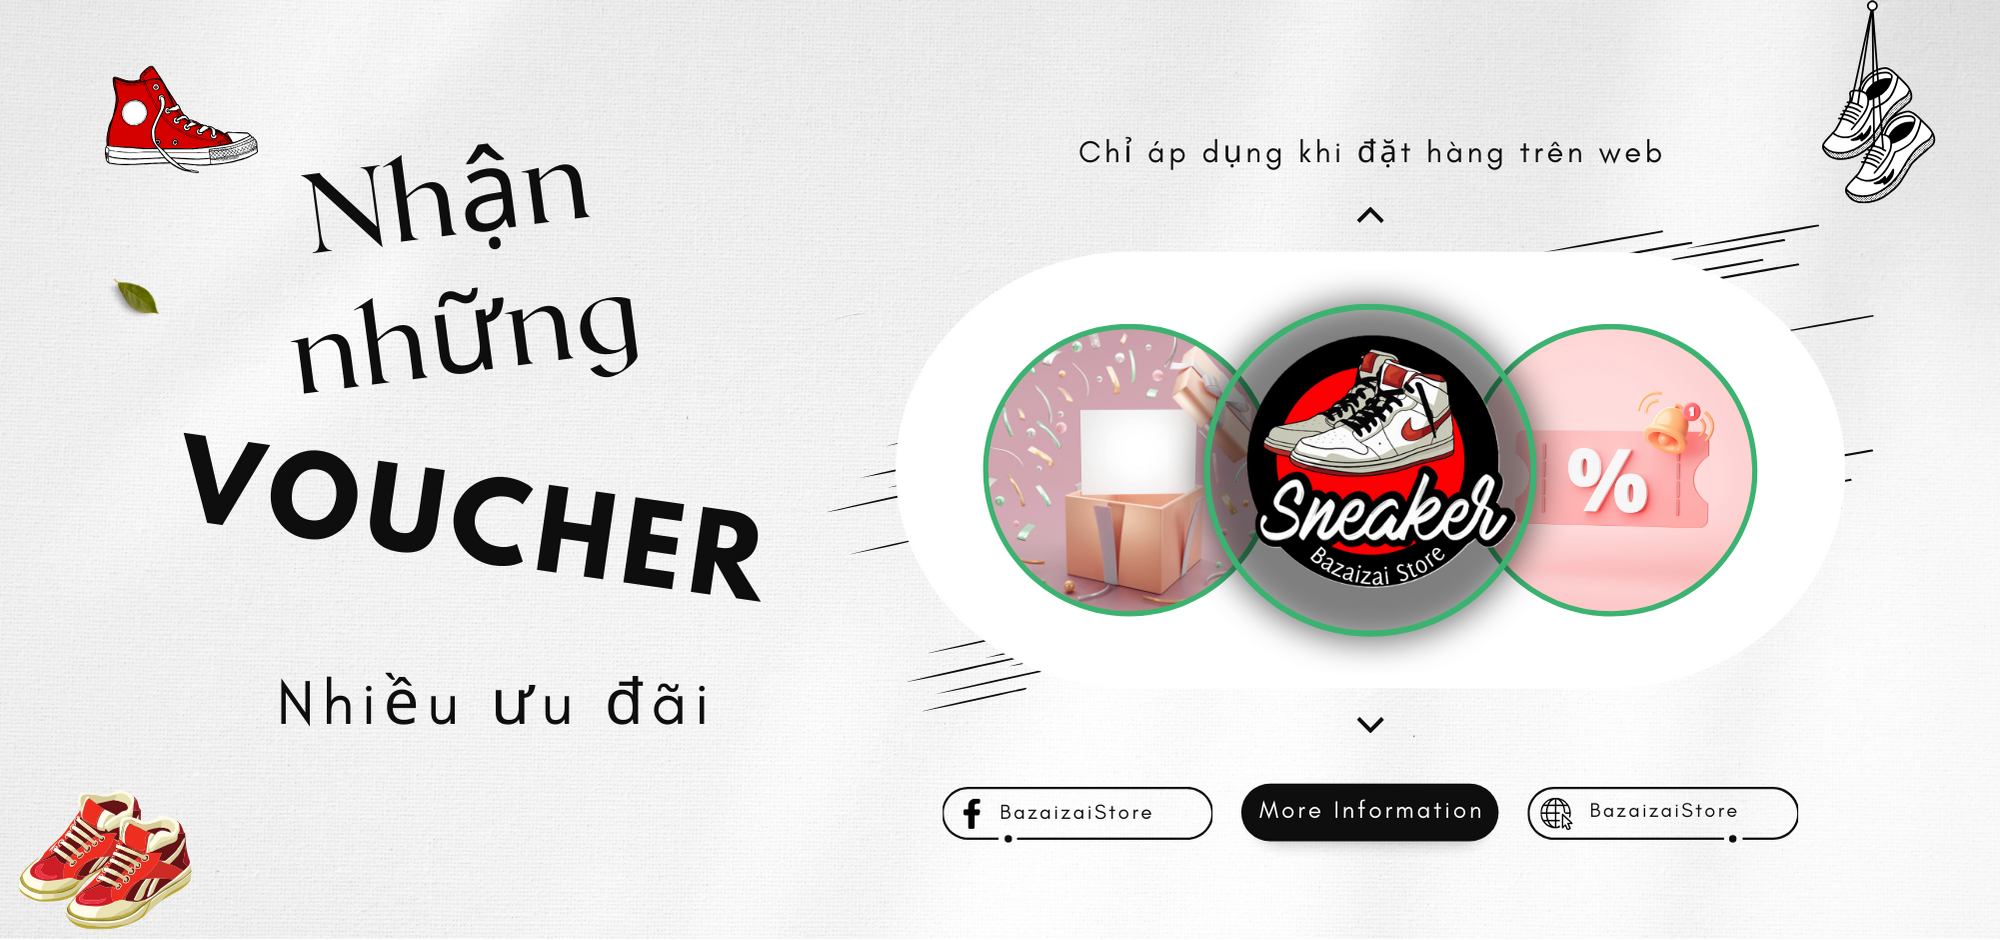 Nhận
những
VOUCHER
Nhiều ưu đãi
Chỉ áp dụng khi đặt hàng trên web
Sneaker
Bazaizai Store
1
%
BazaizaiStore
More Information
BazaizaiStore